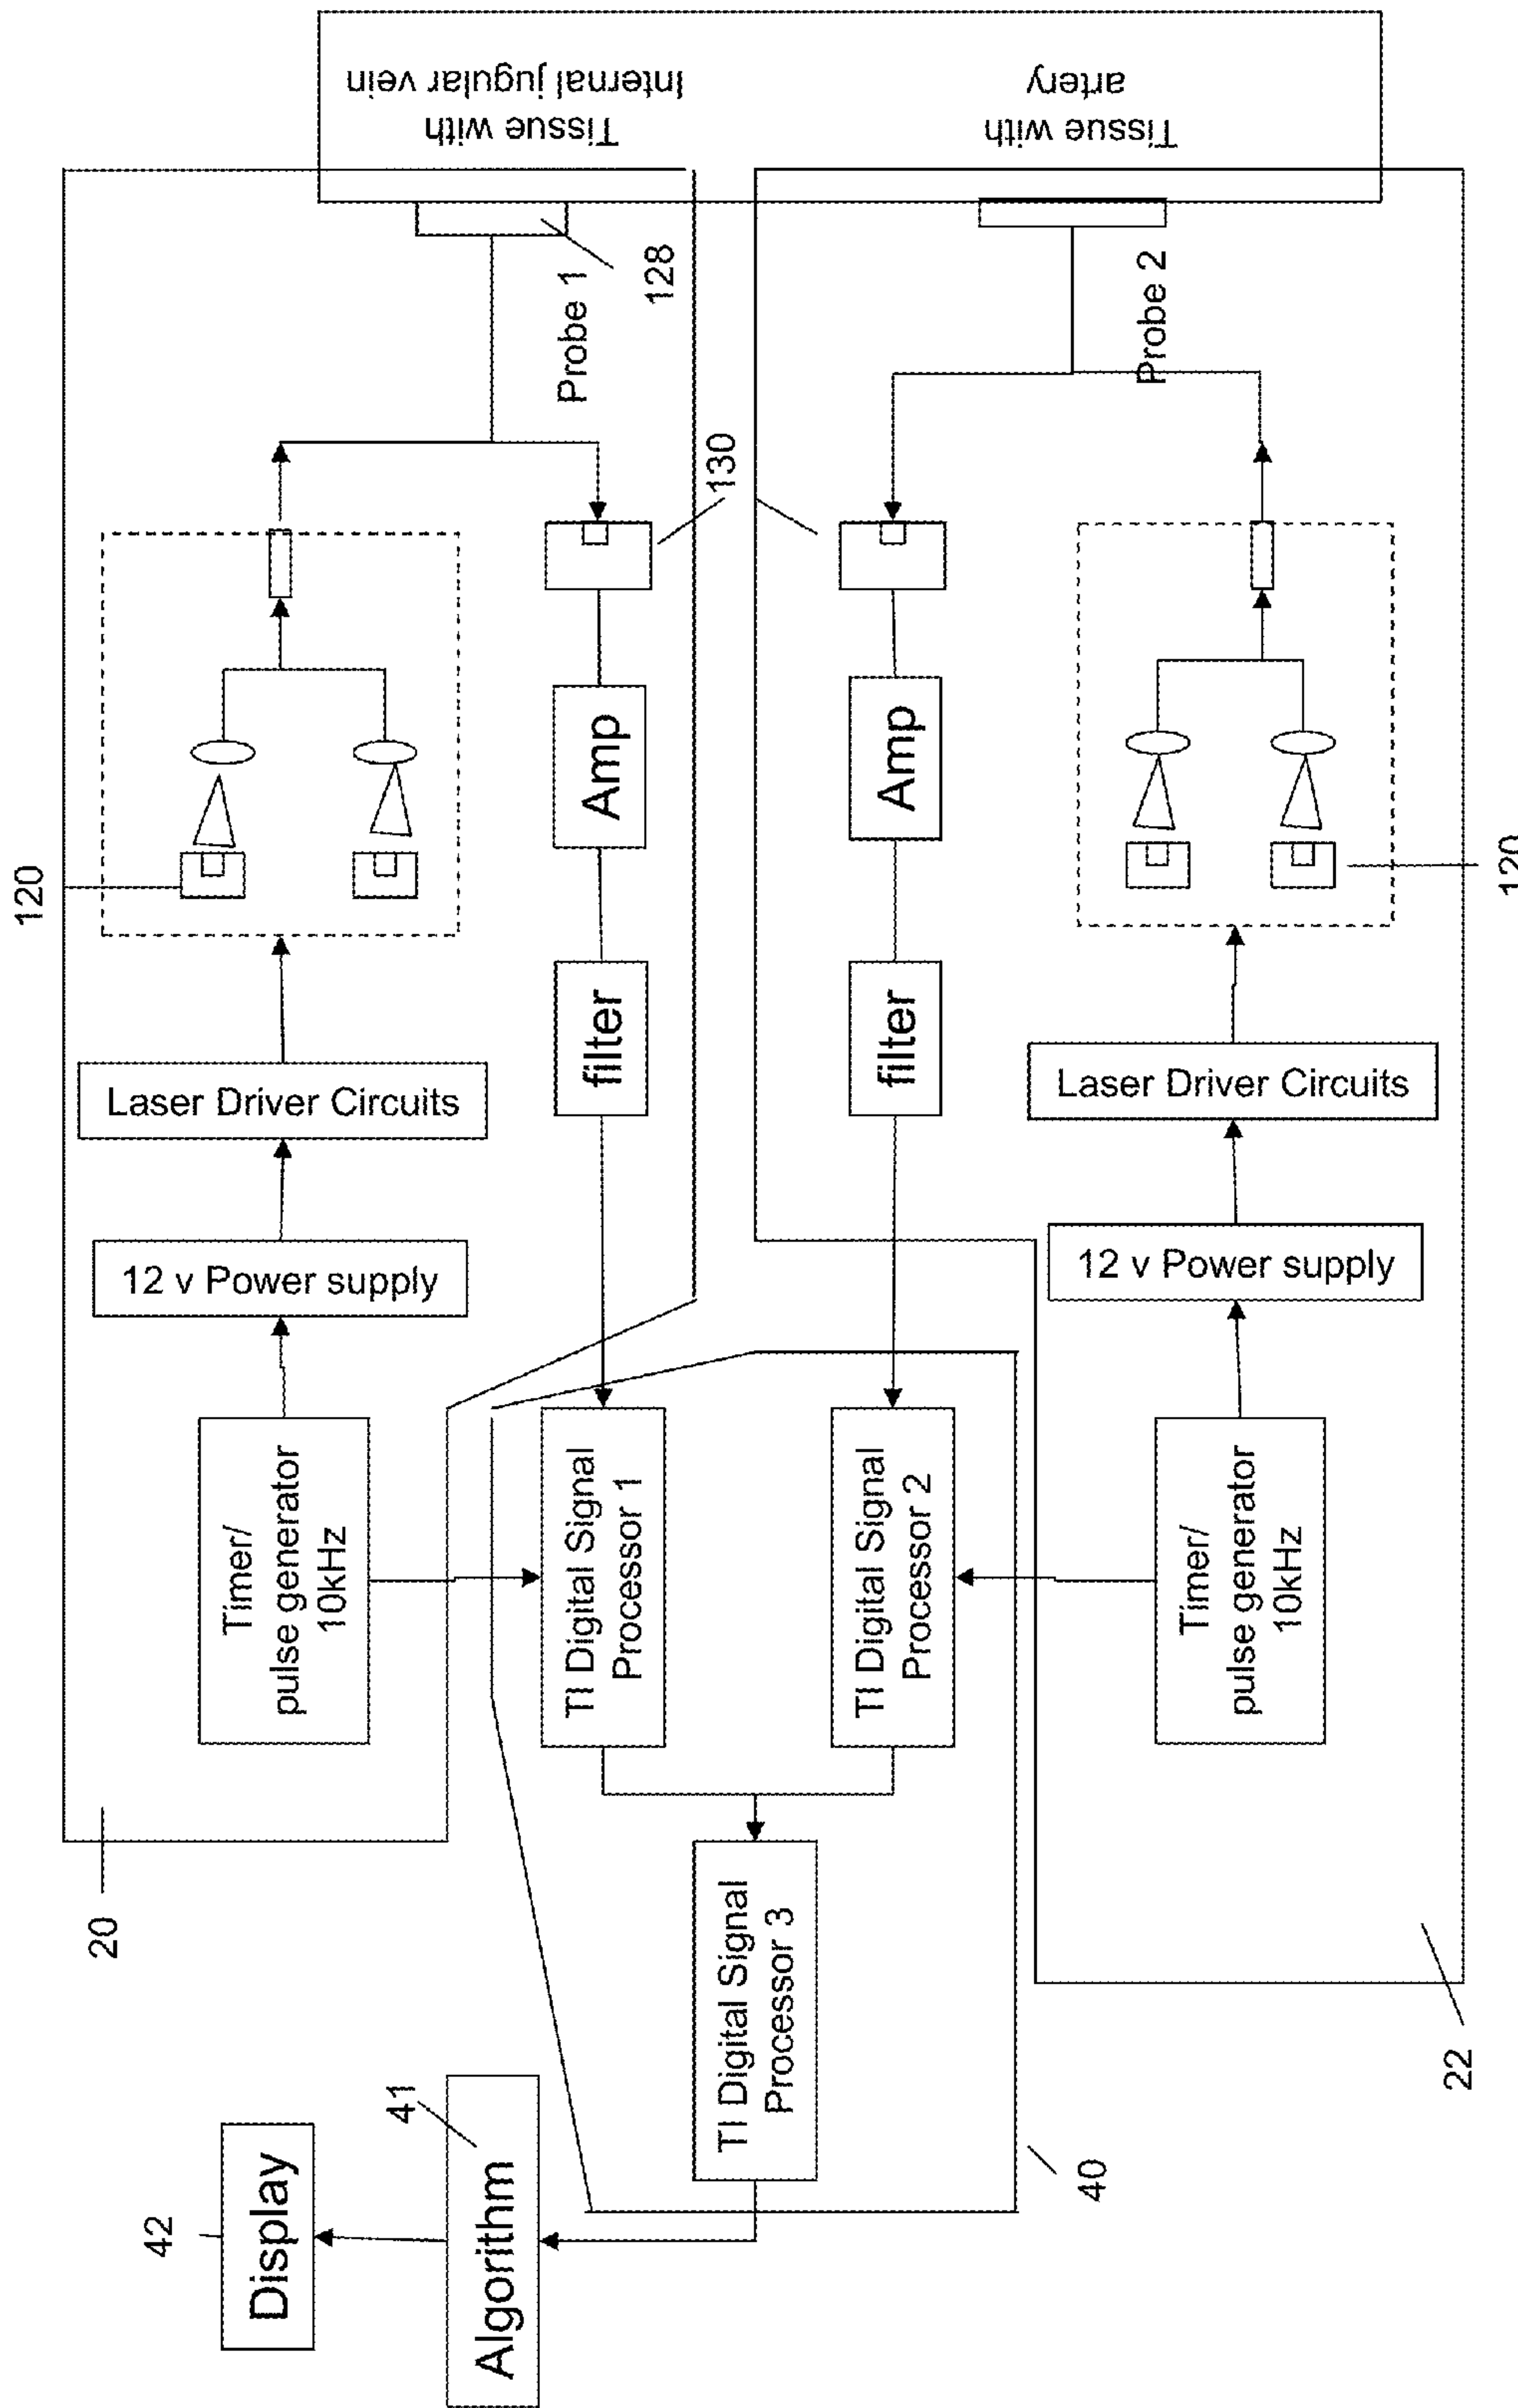 20
120
Timer/
pulse generator
10kHz
12 v Power supply
Laser Driver Circuits
Tissue with
Internal jugular vein
Probe 1
128
130
Amp
filter
TI Digital Signal
Processor 1
42
Display
41
Algorithm
TI Digital Signal
Processor 3
40
TI Digital Signal
Processor 2
filter
Amp
Probe 2
Tissue with
artery
Timer/
pulse generator
10kHz
12 v Power supply
Laser Driver Circuits
120
22